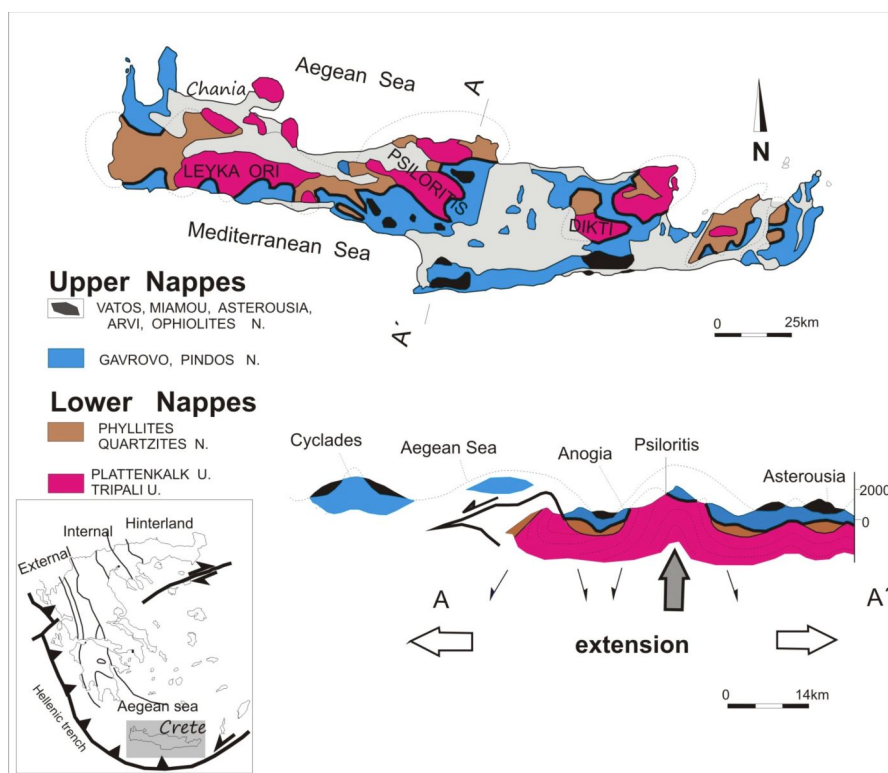 Aegean Sea
Chania
A
N
LEYKA ORI
PSILORITIS
DIKTI
Mediterranean Sea
A´
0 25km
Upper Nappes
VATOS, MIAMOU, ASTEROUSIA,
ARVI, OPHIOLITES N.
GAVROVO, PINDOS N.
Lower Nappes
PHYLLITES
QUARTZITES N.
PLATTENKALK U.
TRIPALI U.
Cyclades
Aegean Sea
Anogia
Psiloritis
Asterousia
2000
0
A
A´
extension
0 14km
Hinterland
Internal
External
Aegean sea
Crete
Hellenic trench